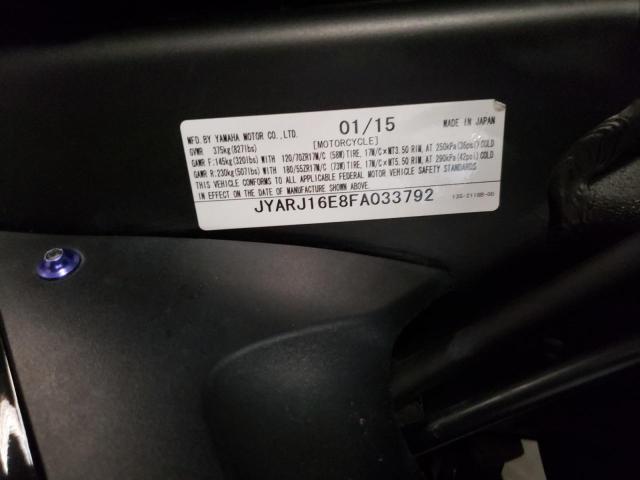 MFD. BY YAMAHA MOTOR CO., LTD. 01/15 MADE IN JAPAN
GVWR 375kg(827lbs) [MOTORCYCLE]
GAWR F:145kg(320lbs) WITH 120/70ZR17M/C (58W) TIRE, 17M/C×MT3.50 RIM, AT 250kPa(36psi) COLD
GAWR R:230kg(507lbs) WITH 180/55ZR17M/C (73W) TIRE, 17M/C×MT5.50 RIM, AT 290kPa(42psi) COLD
THIS VEHICLE CONFORMS TO ALL APPLICABLE FEDERAL MOTOR VEHICLE SAFETY STANDARDS
IN EFFECT ON THE DATE OF MANUFACTURE SHOWN ABOVE.
JYARJ16E8FA033792